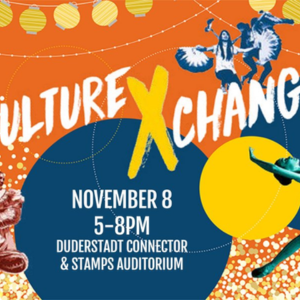 ULTURE X CHANG
NOVEMBER 8
5-8PM
DUDERSTADT CONNECTOR
& STAMPS AUDITORIUM